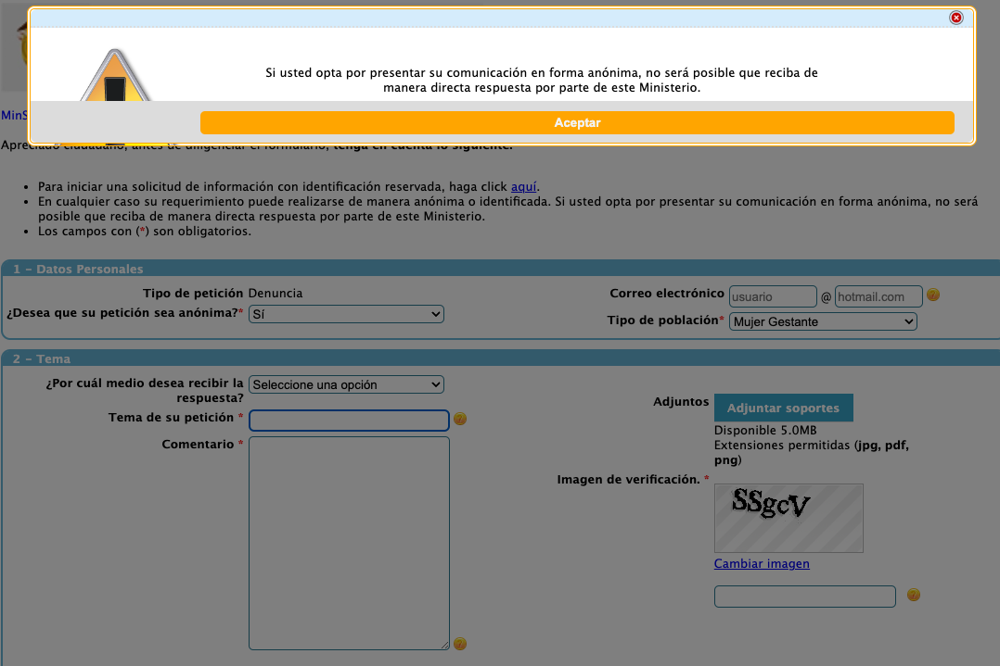 Si usted opta por presentar su comunicación en forma anónima, no será posible que reciba de
manera directa respuesta por parte de este Ministerio.
Aceptar
MinS
Apreciado ciudadano, antes de diligenciar el formulario, tenga en cuenta lo siguiente:
• Para iniciar una solicitud de información con identificación reservada, haga click aquí.
• En cualquier caso su requerimiento puede realizarse de manera anónima o identificada. Si usted opta por presentar su comunicación en forma anónima, no será
posible que reciba de manera directa respuesta por parte de este Ministerio.
• Los campos con (*) son obligatorios.
1 - Datos Personales
Tipo de petición Denuncia
Correo electrónico usuario @ hotmail.com
¿Desea que su petición sea anónima?* Sí
Tipo de población* Mujer Gestante
2 - Tema
¿Por cuál medio desea recibir la
respuesta?
Seleccione una opción
Tema de su petición *
Comentario *
Adjuntos Adjuntar soportes
Disponible 5.0MB
Extensiones permitidas (jpg, pdf,
png)
Imagen de verificación. *
SSgcV
Cambiar imagen